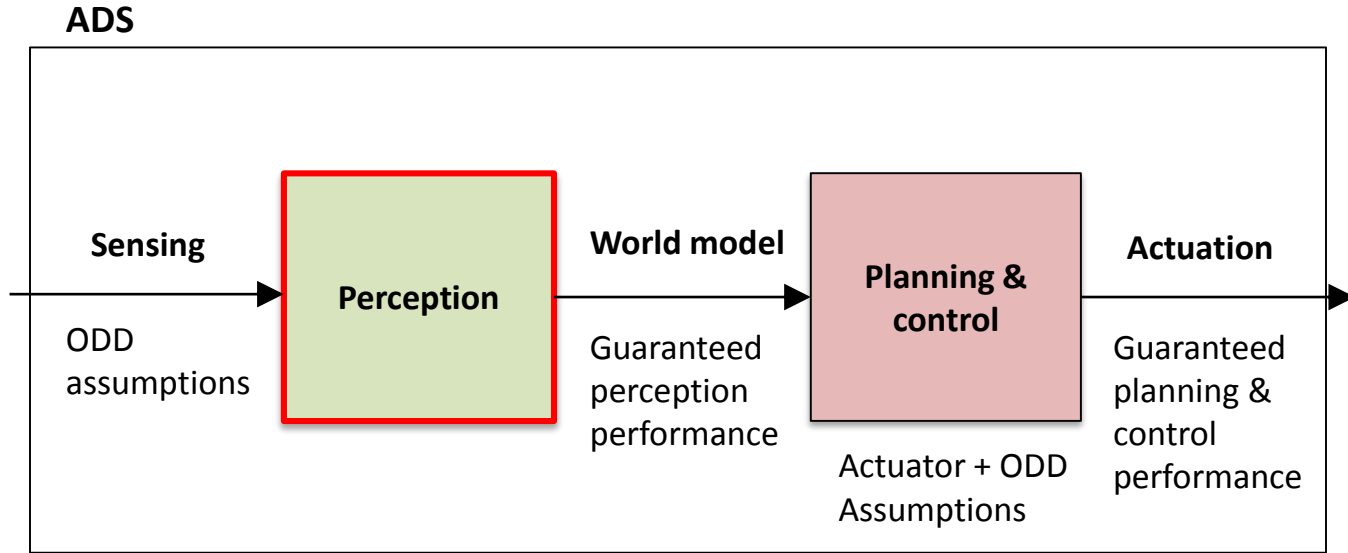 ADS
Sensing
ODD
assumptions
Perception
World model
Guaranteed
perception
performance
Planning &
control
Actuator + ODD
Assumptions
Actuation
Guaranteed
planning &
control
performance